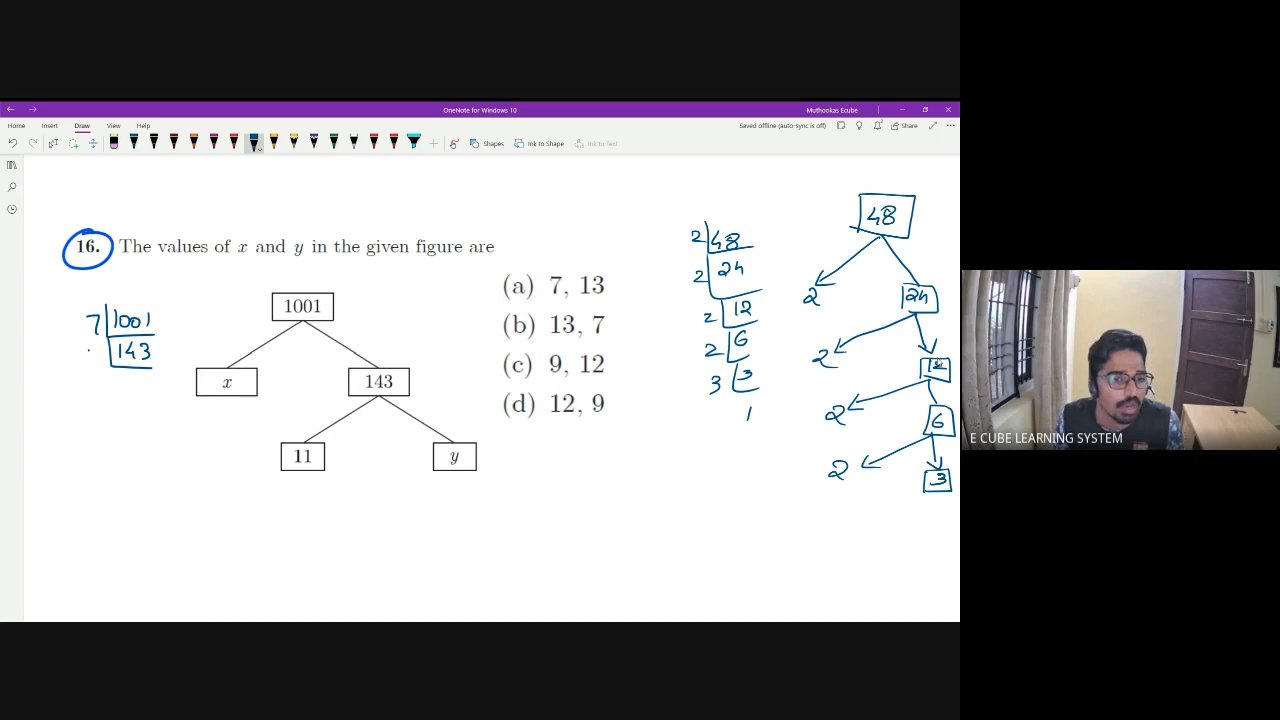 OneNote for Windows 10
Muthookas Ecube
Home Insert Draw View Help
Saved offline (auto-sync is off)
Share
Shapes
Ink to Shape
Ink to Text
16. The values of x and y in the given figure are
1001
x 143
11 y
(a) 7, 13
(b) 13, 7
(c) 9, 12
(d) 12, 9
7 1001
143
2 48
2 24
2 12
2 6
3 3
1
48
2 24
2 12
2 6
2 3
E CUBE LEARNING SYSTEM